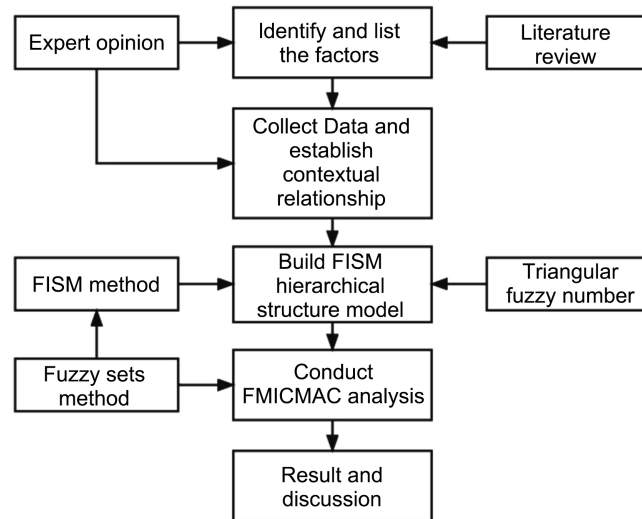 Expert opinion
Identify and list
the factors
Literature
review
Collect Data and
establish
contextual
relationship
FISM method
Build FISM
hierarchical
structure model
Triangular
fuzzy number
Fuzzy sets
method
Conduct
FMICMAC analysis
Result and
discussion